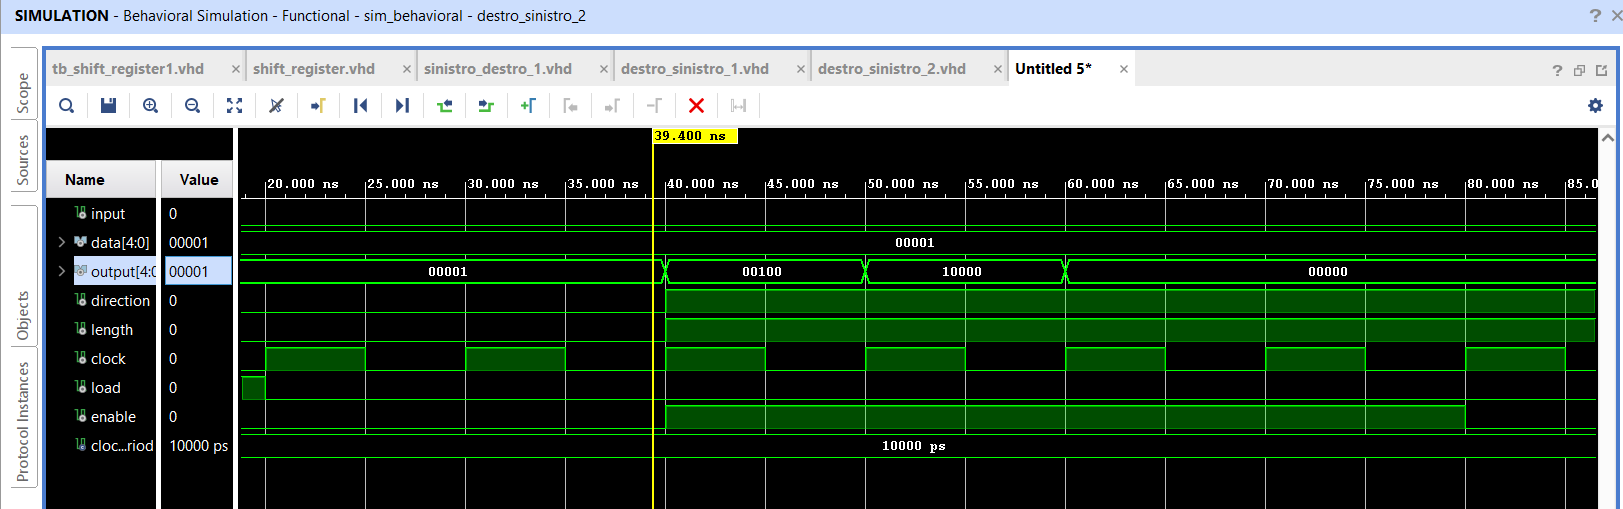 SIMULATION - Behavioral Simulation - Functional - sim_behavioral - destro_sinistro_2
Scope
Sources
Objects
Protocol Instances
tb_shift_register1.vhd
shift_register.vhd
sinistro_destro_1.vhd
destro_sinistro_1.vhd
destro_sinistro_2.vhd
Untitled 5*
39.400 ns
Name Value
20.000 ns 25.000 ns 30.000 ns 35.000 ns 40.000 ns 45.000 ns 50.000 ns 55.000 ns 60.000 ns 65.000 ns 70.000 ns 75.000 ns 80.000 ns 85.0
input 0
data[4:0] 00001 00001
output[4:0 00001 00001 00100 10000 00000
direction 0
length 0
clock 0
load 0
enable 0
cloc...riod 10000 ps 10000 ps